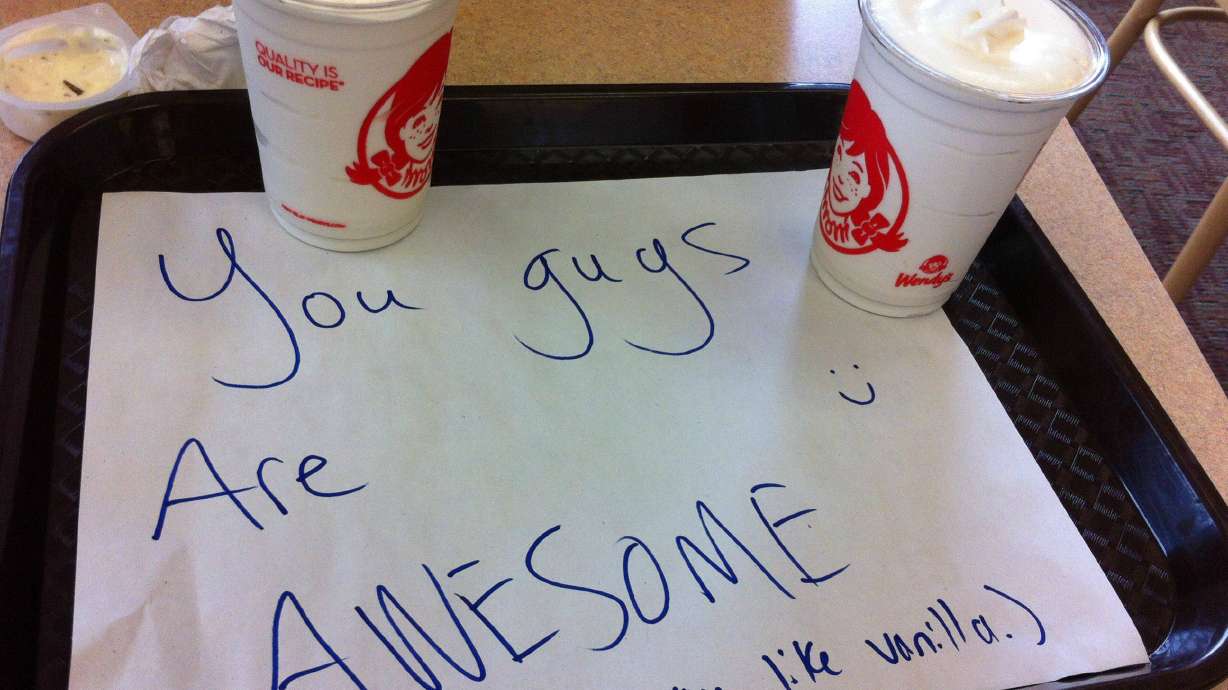 QUALITY IS
OUR RECIPE
Wendy's
You guys
:)
Are
AWESOME
like vanilla.)